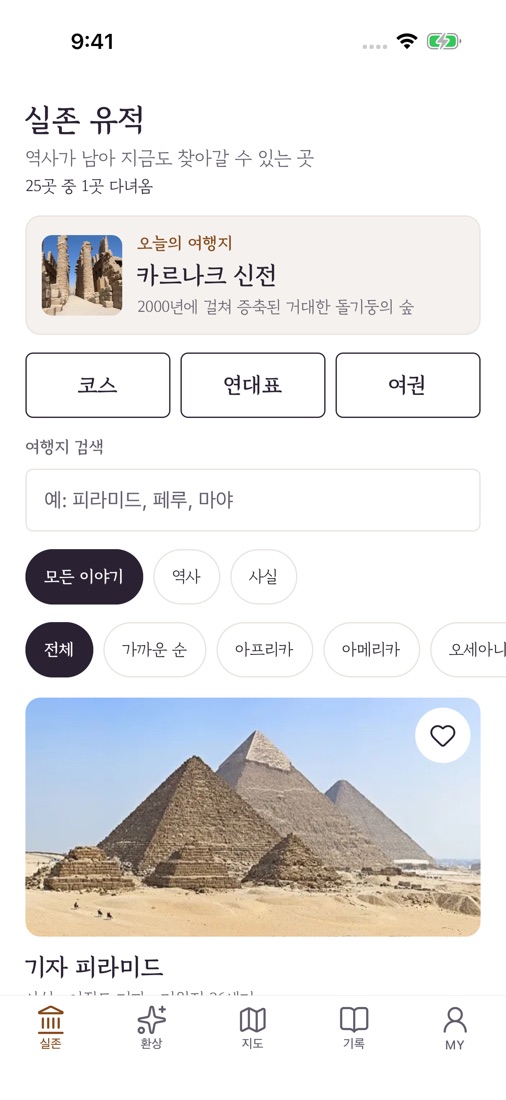 9:41
실존 유적
역사가 남아 지금도 찾아갈 수 있는 곳
25곳 중 1곳 다녀옴
오늘의 여행지
카르나크 신전
2000년에 걸쳐 증축된 거대한 돌기둥의 숲
코스 연대표 여권
여행지 검색
예: 피라미드, 페루, 마야
모든 이야기 역사 사실
전체 가까운 순 아프리카 아메리카 오세아니
기자 피라미드
실존 환상 지도 기록 MY